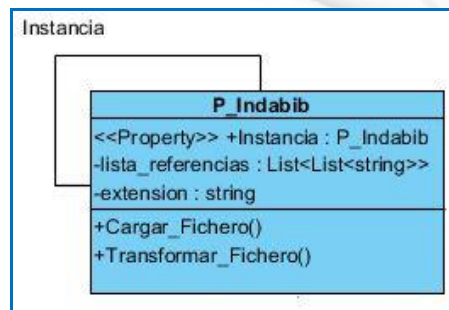 Instancia
P_Indabib
<<Property>> +Instancia : P_Indabib
-lista_referencias : List<List<string>>
-extension : string
+Cargar_Fichero()
+Transformar_Fichero()